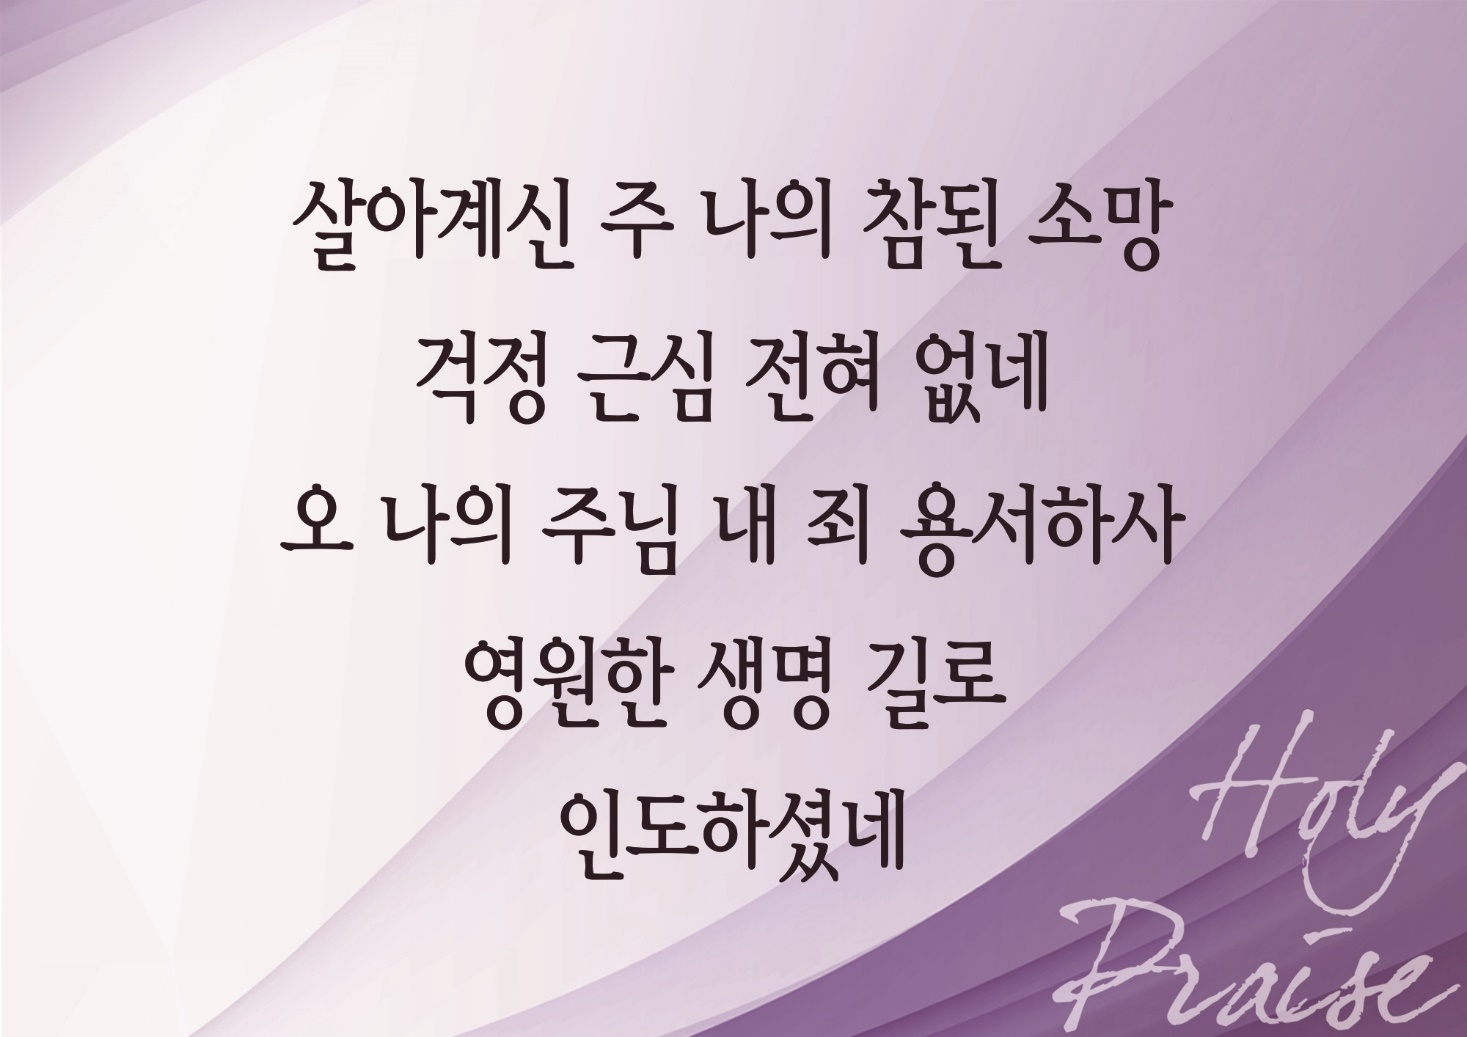 살아계신 주 나의 참된 소망
걱정 근심 전혀 없네
오 나의 주님 내 죄 용서하사
영원한 생명 길로
인도하셨네
Holy
Praise